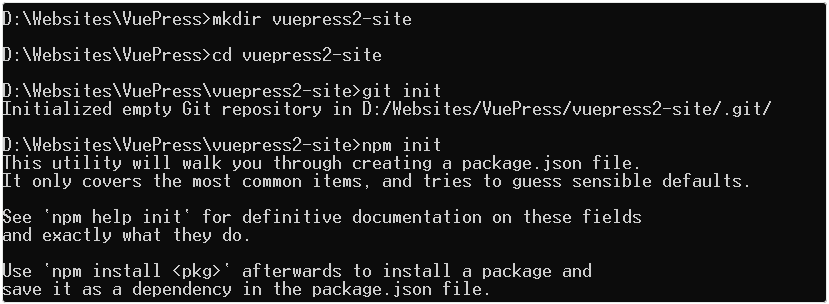 D:\Websites\VuePress>mkdir vuepress2-site
D:\Websites\VuePress>cd vuepress2-site
D:\Websites\VuePress\vuepress2-site>git init
Initialized empty Git repository in D:/Websites/VuePress/vuepress2-site/.git/
D:\Websites\VuePress\vuepress2-site>npm init
This utility will walk you through creating a package.json file.
It only covers the most common items, and tries to guess sensible defaults.
See `npm help init` for definitive documentation on these fields
and exactly what they do.
Use `npm install <pkg>` afterwards to install a package and
save it as a dependency in the package.json file.